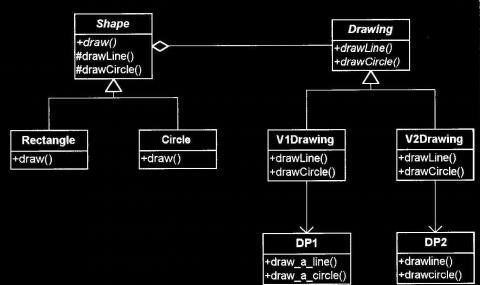 Shape
+draw()
#drawLine()
#drawCircle()
Drawing
+drawLine()
+drawCircle()
Rectangle
+draw()
Circle
+draw()
V1Drawing
+drawLine()
+drawCircle()
V2Drawing
+drawLine()
+drawCircle()
DP1
+draw_a_line()
+draw_a_circle()
DP2
+drawline()
+drawcircle()